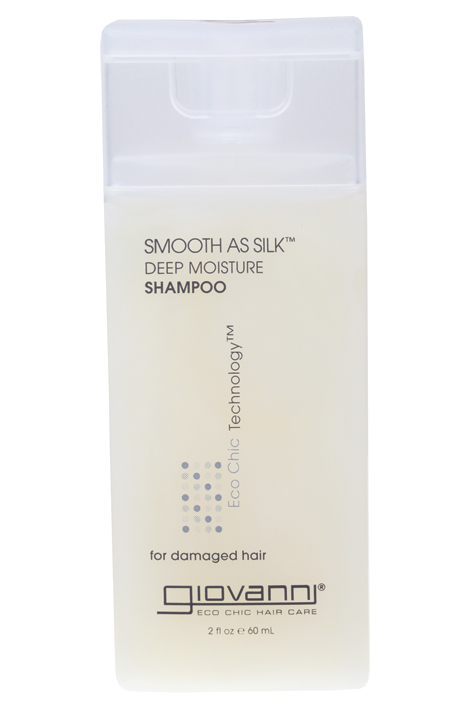 SMOOTH AS SILK™
DEEP MOISTURE
SHAMPOO
Eco Chic Technology™
for damaged hair
giovanni®
ECO CHIC HAIR CARE
2 fl oz ℮ 60 mL